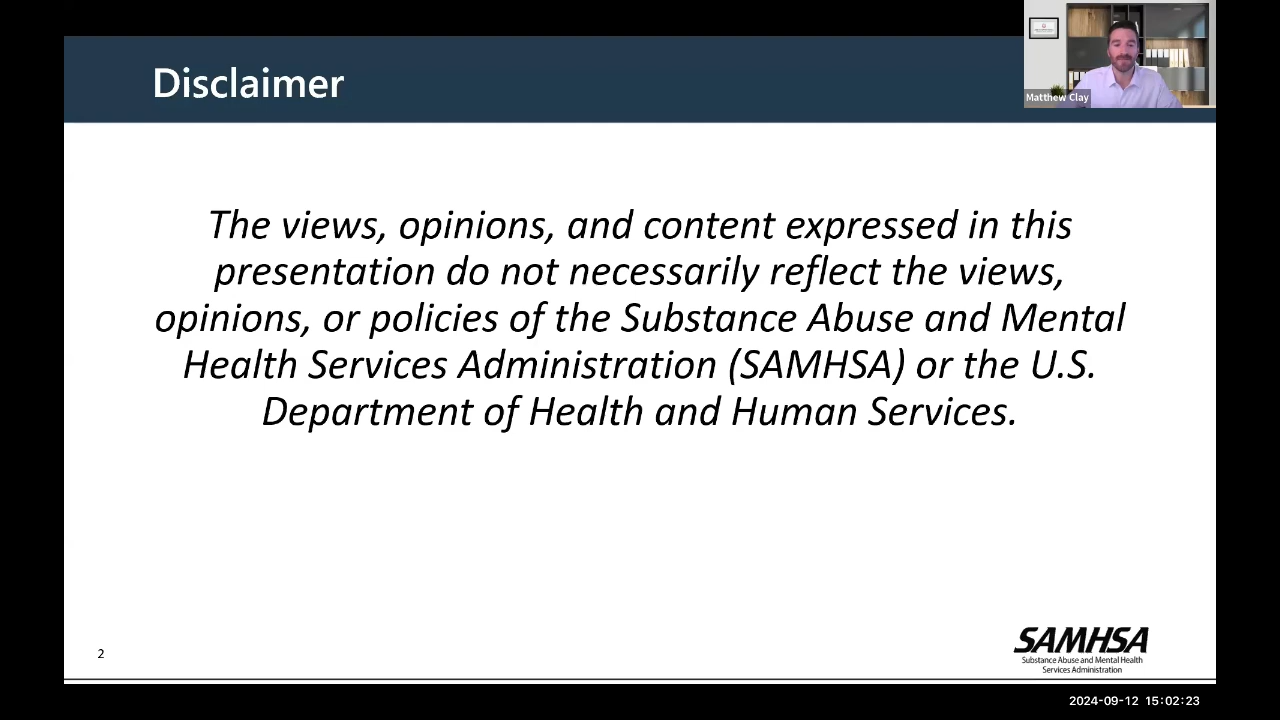 Disclaimer
Matthew Clay
The views, opinions, and content expressed in this
presentation do not necessarily reflect the views,
opinions, or policies of the Substance Abuse and Mental
Health Services Administration (SAMHSA) or the U.S.
Department of Health and Human Services.
2
SAMHSA
Substance Abuse and Mental Health
Services Administration
2024-09-12 15:02:23